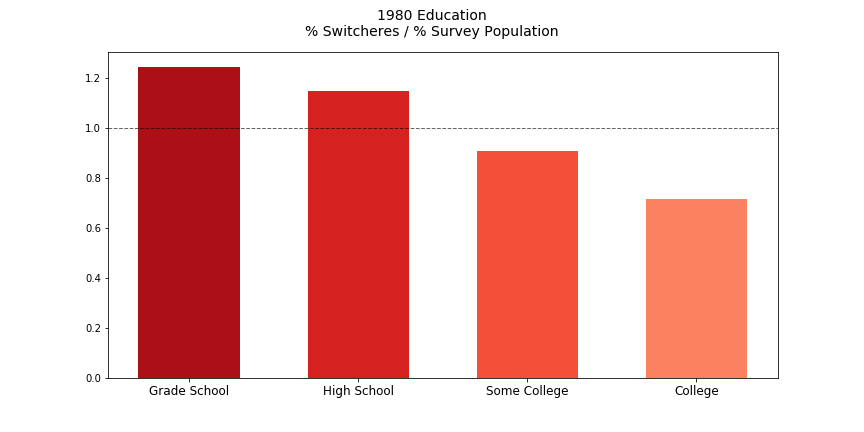 1980 Education
% Switcheres / % Survey Population
1.2
1.0
0.8
0.6
0.4
0.2
0.0
Grade School High School Some College College